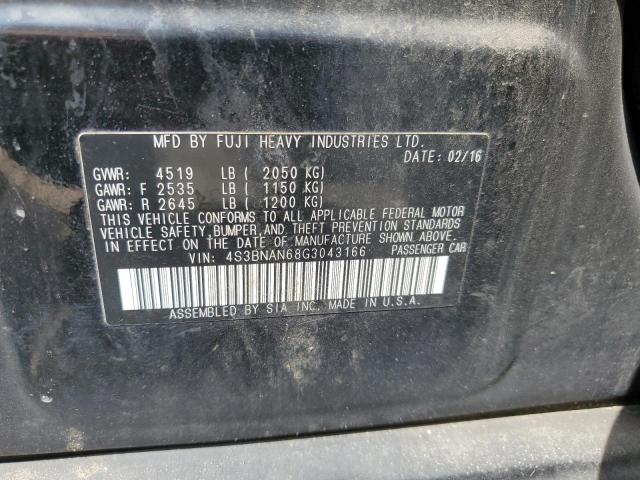 MFD BY FUJI HEAVY INDUSTRIES LTD.
DATE: 02/16
GVWR: 4519 LB ( 2050 KG)
GAWR: F 2535 LB ( 1150 KG)
GAWR: R 2645 LB ( 1200 KG)
THIS VEHICLE CONFORMS TO ALL APPLICABLE FEDERAL MOTOR
VEHICLE SAFETY, BUMPER, AND THEFT PREVENTION STANDARDS
IN EFFECT ON THE DATE OF MANUFACTURE SHOWN ABOVE.
VIN: 4S3BNAN68G3043166 PASSENGER CAR
ASSEMBLED BY SIA INC. MADE IN U.S.A.